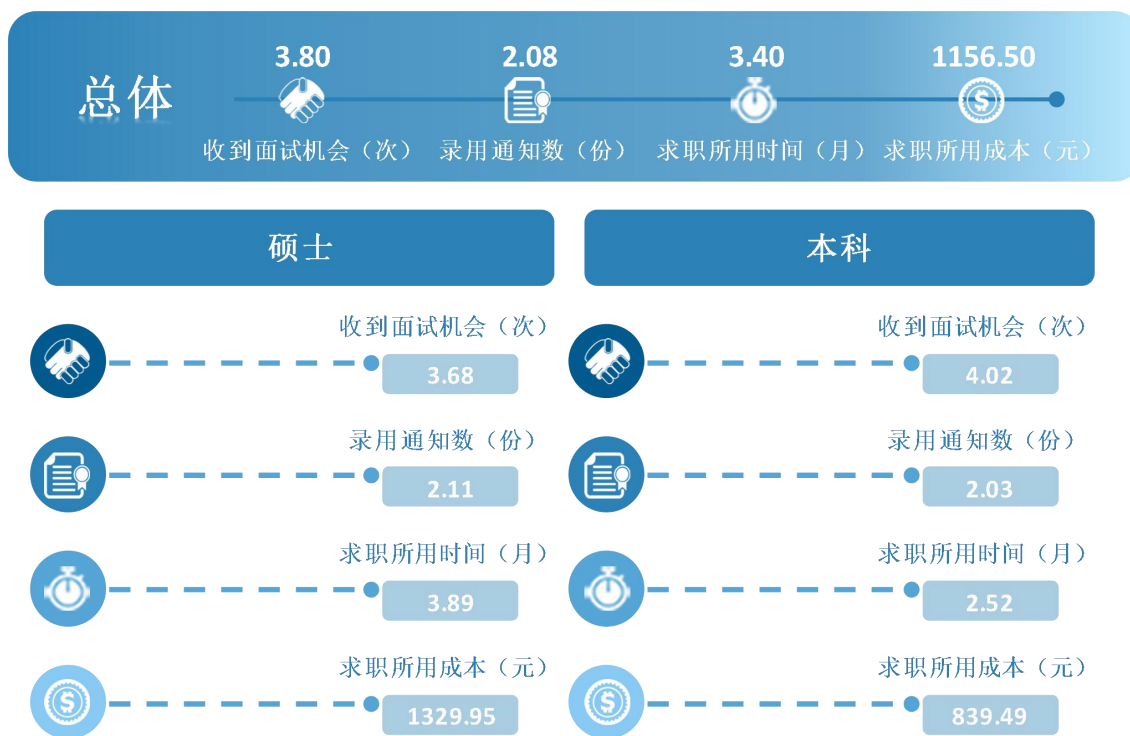 总体
3.80 2.08 3.40 1156.50
收到面试机会（次） 录用通知数（份） 求职所用时间（月） 求职所用成本（元）
硕士
收到面试机会（次）
3.68
录用通知数（份）
2.11
求职所用时间（月）
3.89
求职所用成本（元）
1329.95
本科
收到面试机会（次）
4.02
录用通知数（份）
2.03
求职所用时间（月）
2.52
求职所用成本（元）
839.49